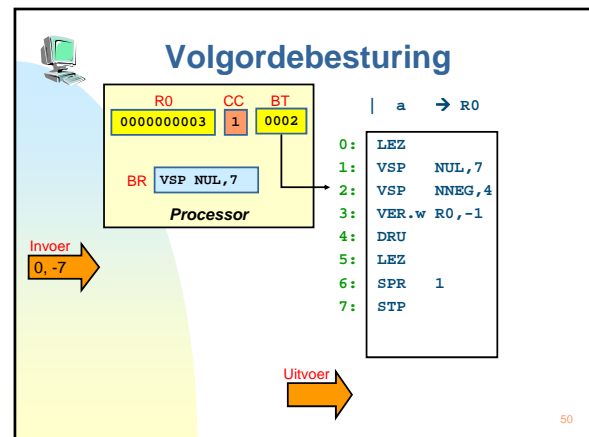 Volgordebesturing
R0 CC BT
0000000003 1 0002
BR VSP NUL,7
Processor
Invoer
0, -7
| a → R0
0: LEZ
1: VSP NUL,7
2: VSP NNEG,4
3: VER.w R0,-1
4: DRU
5: LEZ
6: SPR 1
7: STP
Uitvoer
50